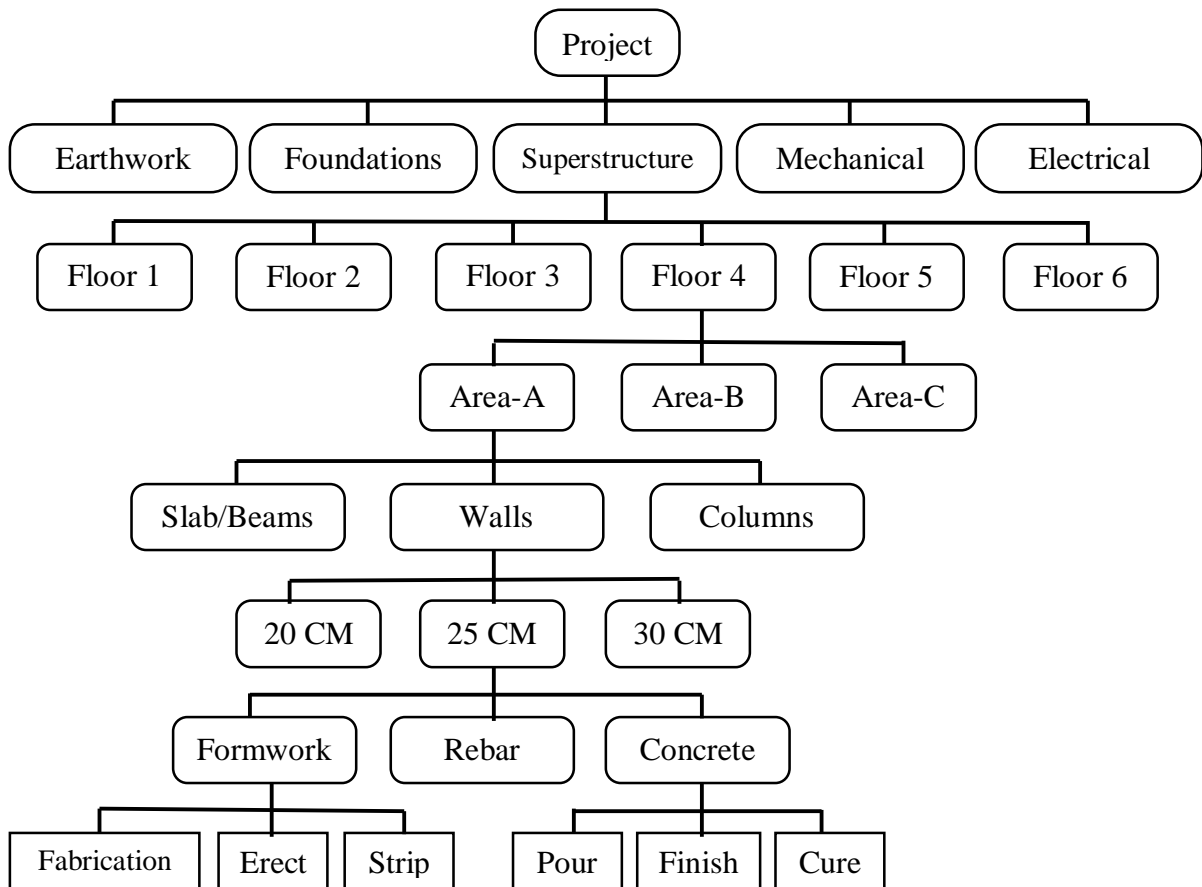 Project
Earthwork Foundations Superstructure Mechanical Electrical
Floor 1 Floor 2 Floor 3 Floor 4 Floor 5 Floor 6
Area-A Area-B Area-C
Slab/Beams Walls Columns
20 CM 25 CM 30 CM
Formwork Rebar Concrete
Fabrication Erect Strip Pour Finish Cure